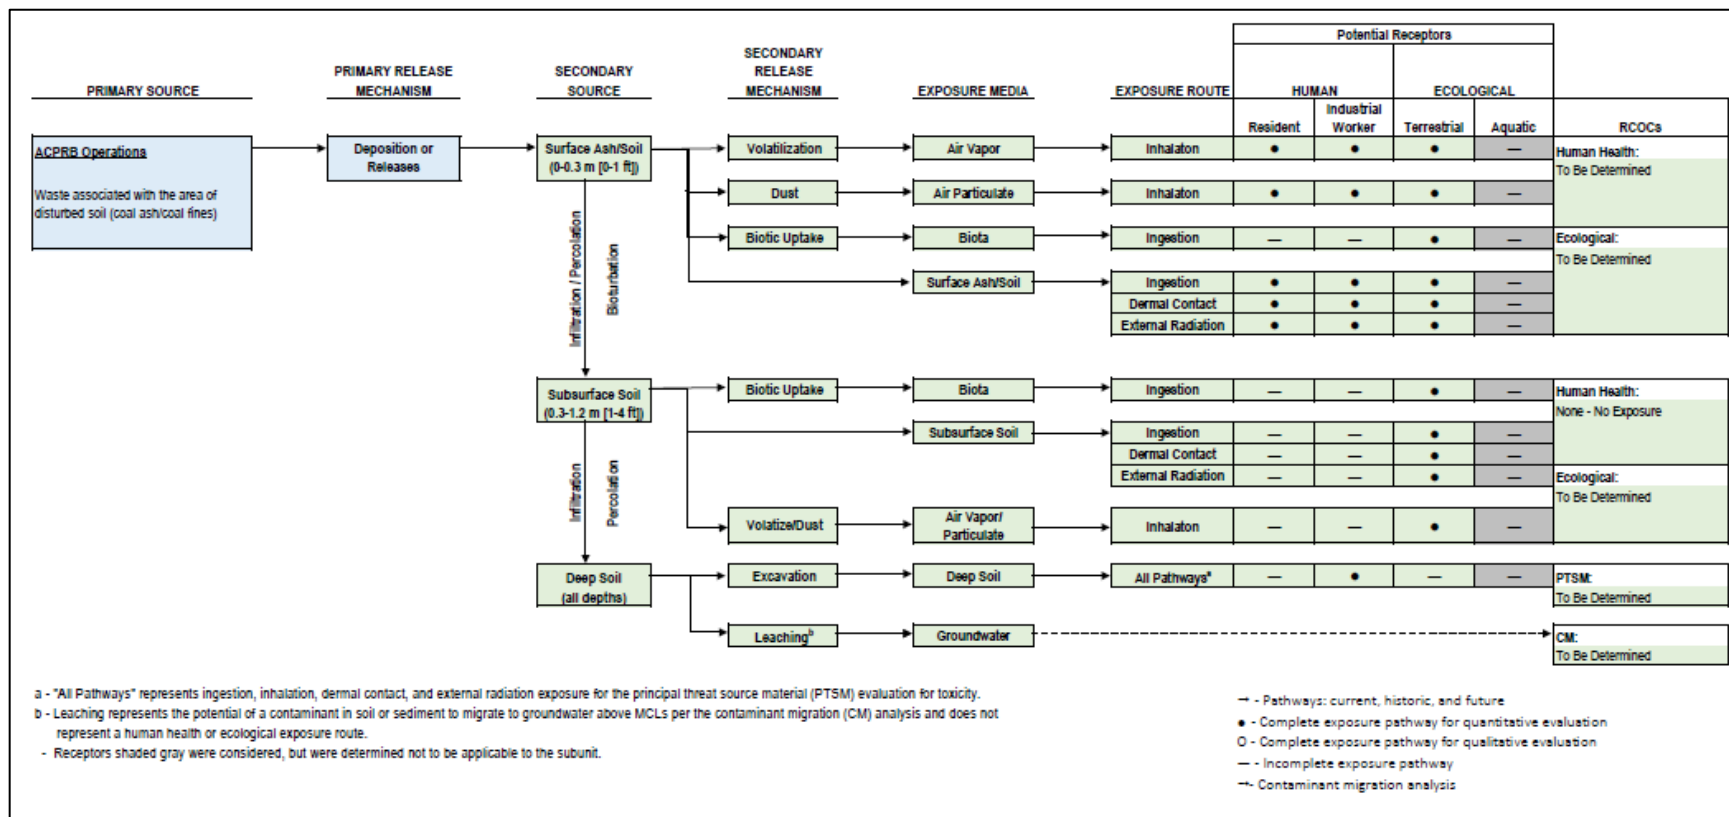 Potential Receptors
PRIMARY SOURCE
PRIMARY RELEASE
MECHANISM
SECONDARY
SOURCE
SECONDARY
RELEASE
MECHANISM
EXPOSURE MEDIA
EXPOSURE ROUTE
HUMAN
ECOLOGICAL
Resident
Industrial
Worker
Terrestrial
Aquatic
RCOCs
ACPRB Operations
Waste associated with the area of
disturbed soil (coal ash/coal fines)
Deposition or
Releases
Surface Ash/Soil
(0-0.3 m [0-1 ft])
Volatilization
Air Vapor
Inhalaton ● ● ● —
Human Health:
To Be Determined
Dust
Air Particulate
Inhalaton ● ● ● —
Biotic Uptake
Biota
Ingestion — — ● —
Ecological:
To Be Determined
Surface Ash/Soil
Ingestion ● ● ● —
Dermal Contact ● ● ● —
External Radiation ● ● ● —
Infiltration / Percolation
Bioturbation
Subsurface Soil
(0.3-1.2 m [1-4 ft])
Biotic Uptake
Biota
Ingestion — — ● —
Human Health:
None - No Exposure
Subsurface Soil
Ingestion — — ● —
Dermal Contact — — ● —
External Radiation — — ● —
Ecological:
To Be Determined
Infiltration
Percolation
Volatize/Dust
Air Vapor/
Particulate
Inhalaton — — ● —
Deep Soil
(all depths)
Excavation
Deep Soil
All Pathwaysª — ● — —
PTSM:
To Be Determined
Leachingᵇ
Groundwater
CM:
To Be Determined
a - "All Pathways" represents ingestion, inhalation, dermal contact, and external radiation exposure for the principal threat source material (PTSM) evaluation for toxicity.
b - Leaching represents the potential of a contaminant in soil or sediment to migrate to groundwater above MCLs per the contaminant migration (CM) analysis and does not
represent a human health or ecological exposure route.
- Receptors shaded gray were considered, but were determined not to be applicable to the subunit.
→ - Pathways: current, historic, and future
● - Complete exposure pathway for quantitative evaluation
O - Complete exposure pathway for qualitative evaluation
— - Incomplete exposure pathway
⇢- Contaminant migration analysis